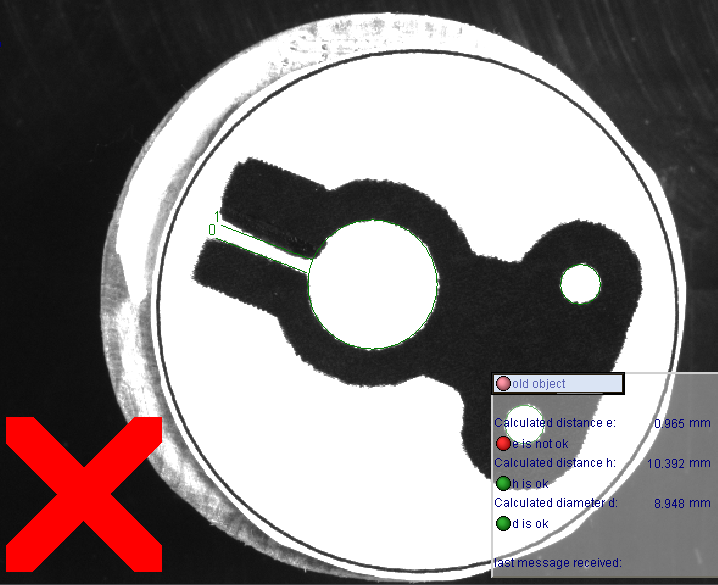 1
0
old object
Calculated distance e: 0.965 mm
e is not ok
Calculated distance h: 10.392 mm
h is ok
Calculated diameter d: 8.948 mm
d is ok
last message received: